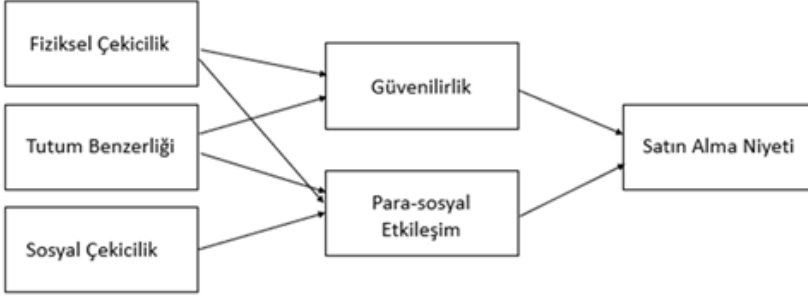 Fiziksel Çekicilik
Tutum Benzerliği
Sosyal Çekicilik
Güvenilirlik
Para-sosyal
Etkileşim
Satın Alma Niyeti